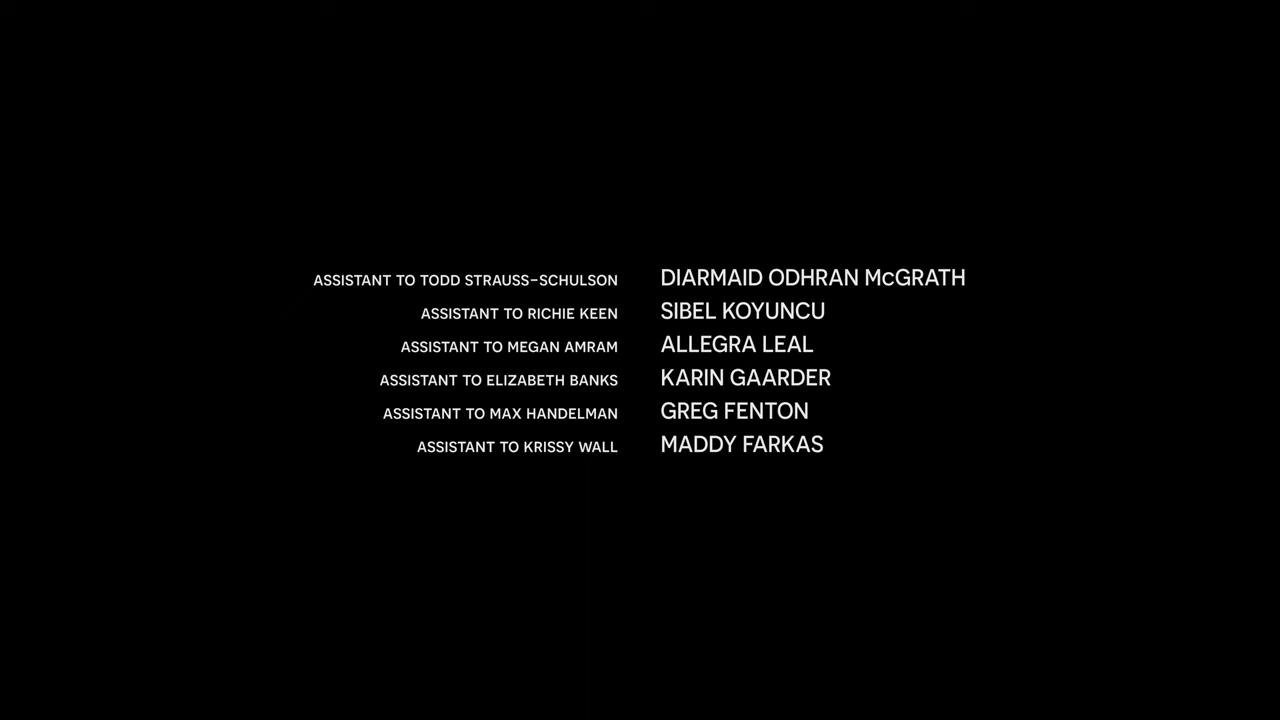 ASSISTANT TO TODD STRAUSS-SCHULSON DIARMAID ODHRAN McGRATH
ASSISTANT TO RICHIE KEEN SIBEL KOYUNCU
ASSISTANT TO MEGAN AMRAM ALLEGRA LEAL
ASSISTANT TO ELIZABETH BANKS KARIN GAARDER
ASSISTANT TO MAX HANDELMAN GREG FENTON
ASSISTANT TO KRISSY WALL MADDY FARKAS